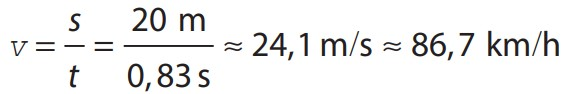 v = s/t = 20 m/0,83 s ≈ 24,1 m/s ≈ 86,7 km/h